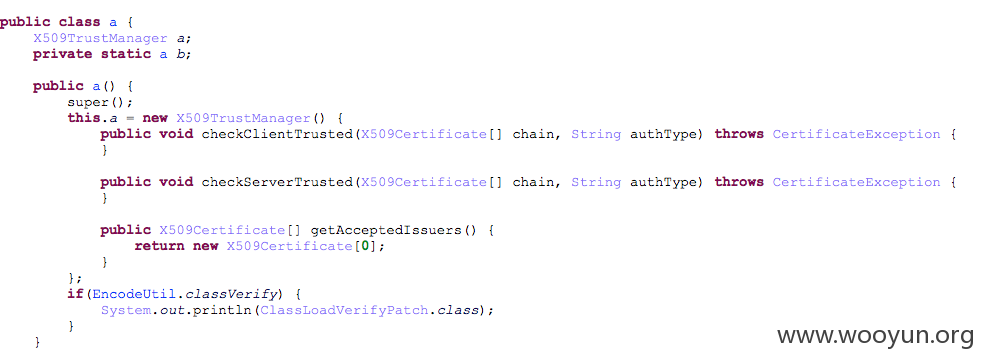 public class a {
    X509TrustManager a;
    private static a b;

    public a() {
        super();
        this.a = new X509TrustManager() {
            public void checkClientTrusted(X509Certificate[] chain, String authType) throws CertificateException {
            }

            public void checkServerTrusted(X509Certificate[] chain, String authType) throws CertificateException {
            }

            public X509Certificate[] getAcceptedIssuers() {
                return new X509Certificate[0];
            }
        };
        if(EncodeUtil.classVerify) {
            System.out.println(ClassLoadVerifyPatch.class);
        }
    }
www.wooyun.org